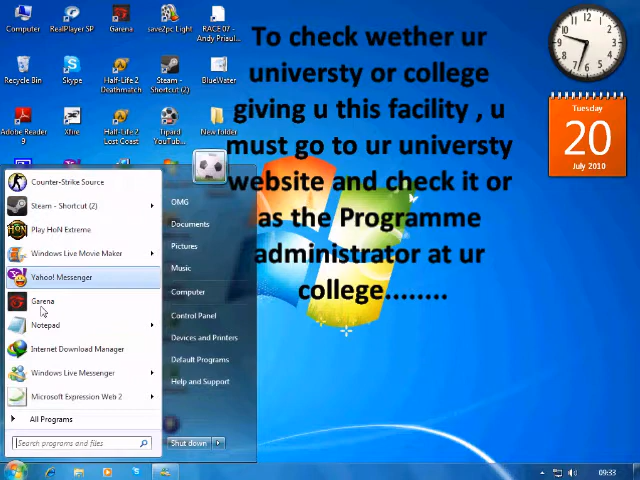 Computer
RealPlayer SP
Garena
save2pc Light
RACE 07 -
Andy Priaul...
Recycle Bin
Skype
Half-Life 2
Deathmatch
Steam -
Shortcut (2)
BlueWater
Adobe Reader
9
Xfire
Half-Life 2
Lost Coast
Tipard
YouTub...
New folder
To check wether ur
universty or college
giving u this facility , u
must go to ur universty
website and check it or
as the Programme
administrator at ur
college........
Tuesday
20
July 2010
Counter-Strike Source
Steam - Shortcut (2)
Play HoN Extreme
Windows Live Movie Maker
Yahoo! Messenger
Garena
Notepad
Internet Download Manager
Windows Live Messenger
Microsoft Expression Web 2
All Programs
Search programs and files
OMG
Documents
Pictures
Music
Computer
Control Panel
Devices and Printers
Default Programs
Help and Support
Shut down
09:33